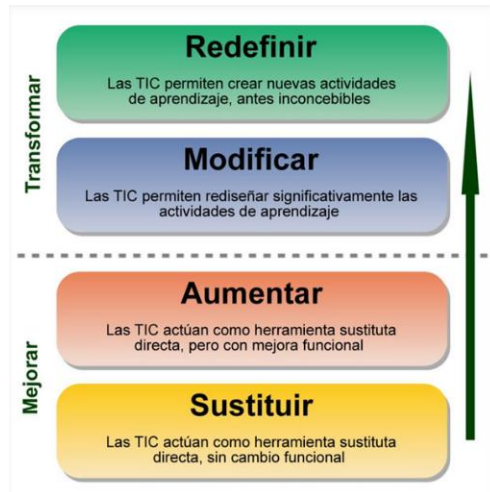 Transformar
Redefinir
Las TIC permiten crear nuevas actividades
de aprendizaje, antes inconcebibles
Modificar
Las TIC permiten rediseñar significativamente las
actividades de aprendizaje
Mejorar
Aumentar
Las TIC actúan como herramienta sustituta
directa, pero con mejora funcional
Sustituir
Las TIC actúan como herramienta sustituta
directa, sin cambio funcional